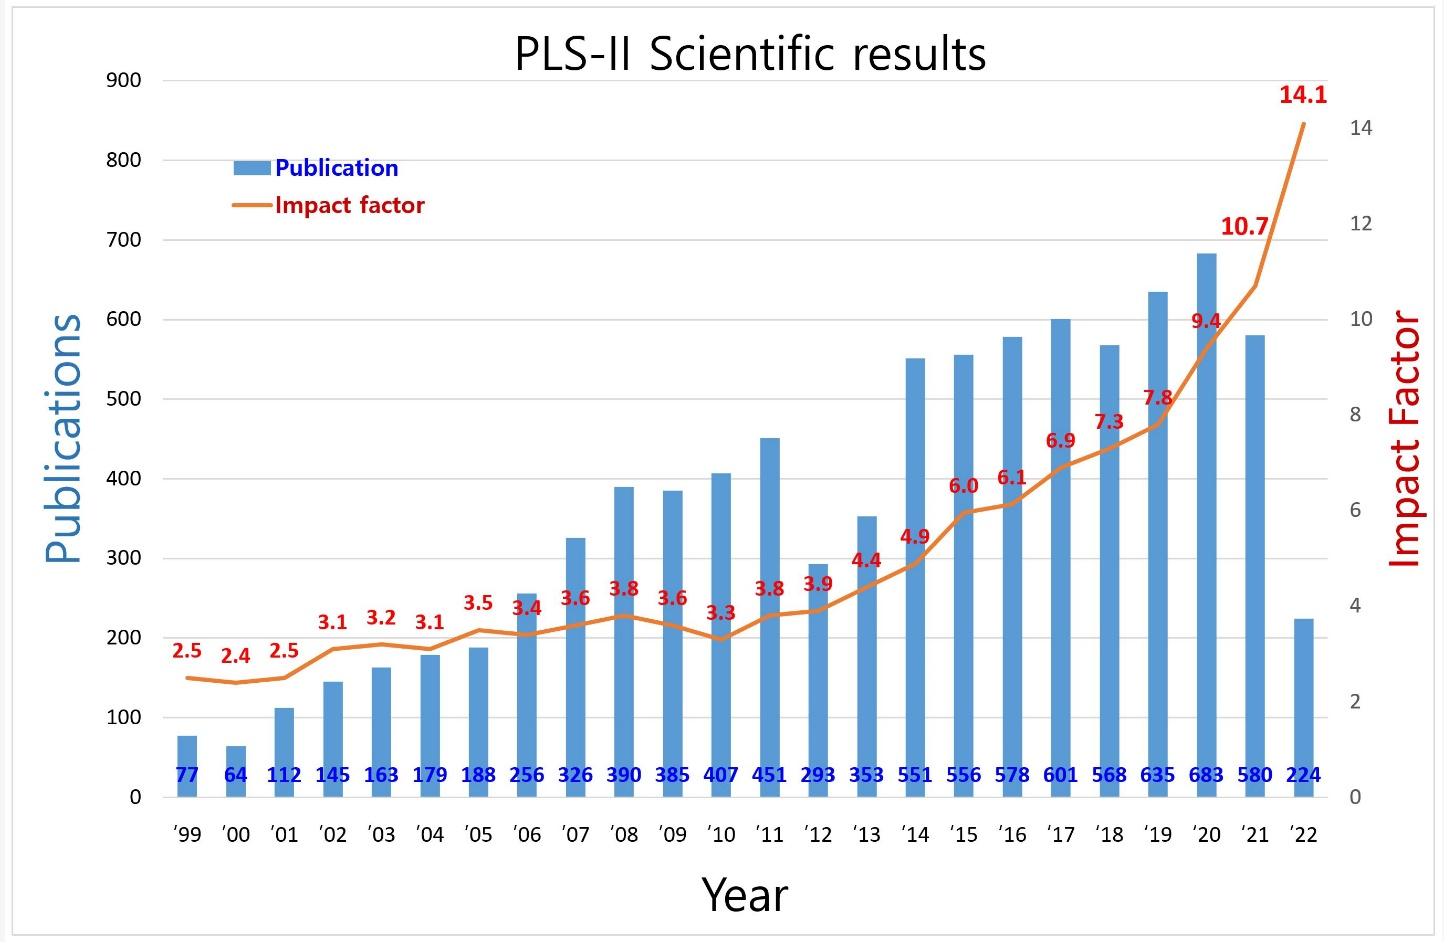 PLS-II Scientific results
900
800
700
600
500
400
300
200
100
0
Publications
Publication
Impact factor
14
12
10
8
6
4
2
0
Impact Factor
2.5 2.4 2.5 3.1 3.2 3.1 3.5 3.4 3.6 3.8 3.6 3.3 3.8 3.9 4.4 4.9 6.0 6.1 6.9 7.3 7.8 9.4 10.7 14.1
77 64 112 145 163 179 188 256 326 390 385 407 451 293 353 551 556 578 601 568 635 683 580 224
’99 ’00 ’01 ’02 ’03 ’04 ’05 ’06 ’07 ’08 ’09 ’10 ’11 ’12 ’13 ‘14 ‘15 ‘16 ‘17 ‘18 ‘19 ‘20 ‘21 ‘22
Year